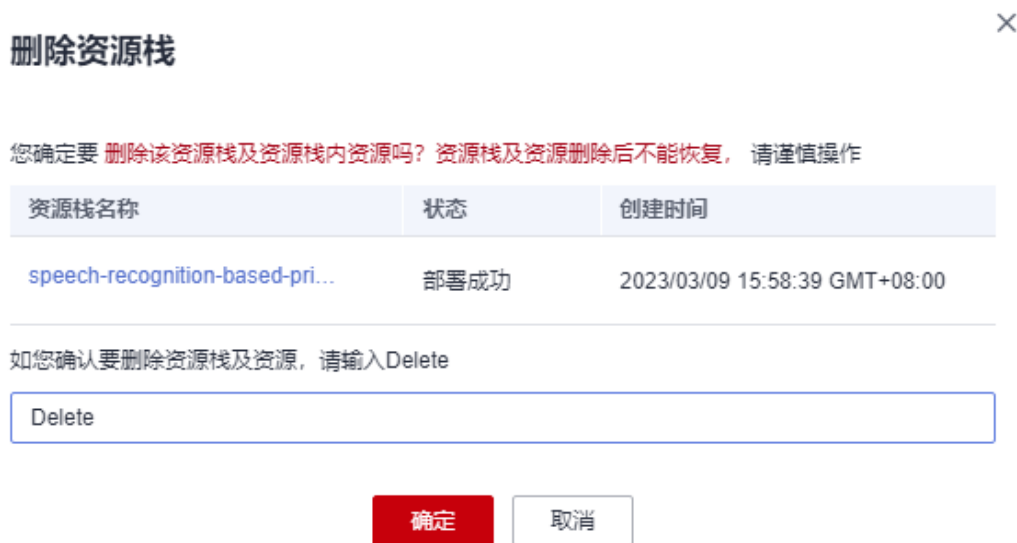 删除资源栈
您确定要 删除该资源栈及资源栈内资源吗？资源栈及资源删除后不能恢复， 请谨慎操作
资源栈名称 状态 创建时间
speech-recognition-based-pri... 部署成功 2023/03/09 15:58:39 GMT+08:00
如您确认要删除资源栈及资源，请输入Delete
Delete
确定 取消